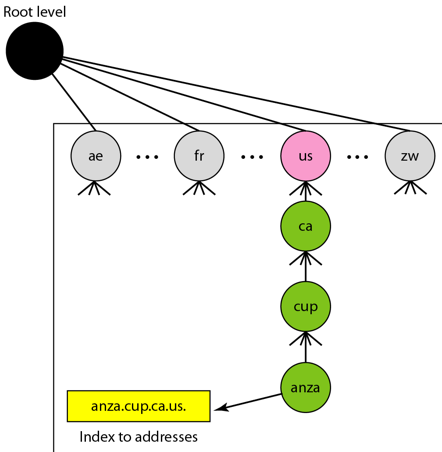 Root level
ae ... fr ... us ... zw
ca
cup
anza
anza.cup.ca.us.
Index to addresses